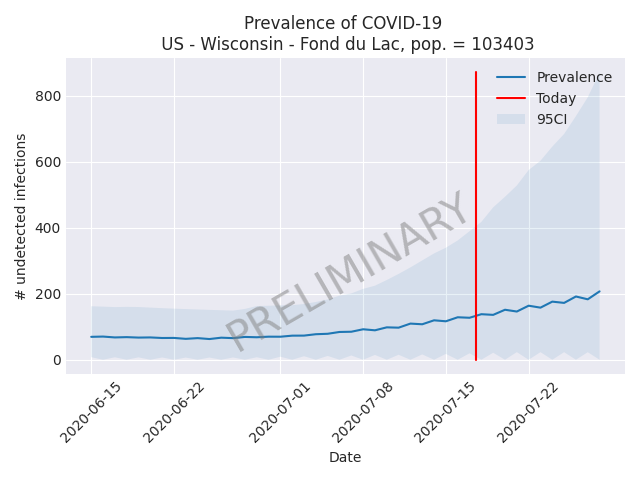 Prevalence of COVID-19
US - Wisconsin - Fond du Lac, pop. = 103403
Prevalence
Today
95CI
800
600
400
200
0
# undetected infections
PRELIMINARY
2020-06-15
2020-06-22
2020-07-01
2020-07-08
2020-07-15
2020-07-22
Date